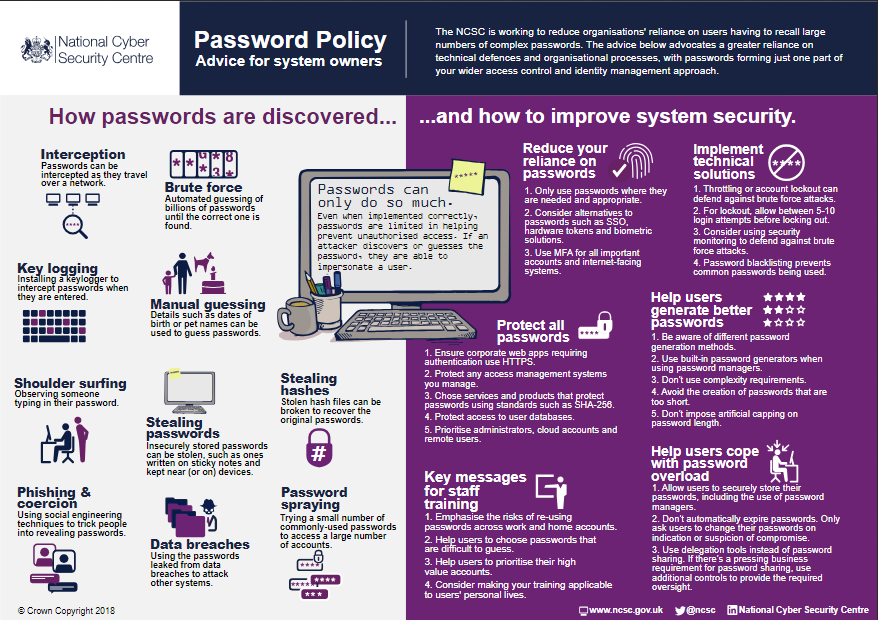 National Cyber
Security Centre
Password Policy
Advice for system owners
The NCSC is working to reduce organisations' reliance on users having to recall large
numbers of complex passwords. The advice below advocates a greater reliance on
technical defences and organisational processes, with passwords forming just one part of
your wider access control and identity management approach.
How passwords are discovered...
Interception
Passwords can be
intercepted as they travel
over a network.
Brute force
Automated guessing of
billions of passwords
until the correct one is
found.
Key logging
Installing a keylogger to
intercept passwords when
they are entered.
Manual guessing
Details such as dates of
birth or pet names can be
used to guess passwords.
Shoulder surfing
Observing someone
typing in their password.
Stealing
passwords
Insecurely stored passwords
can be stolen, such as ones
written on sticky notes and
kept near (or on) devices.
Stealing
hashes
Stolen hash files can be
broken to recover the
original passwords.
#
Phishing &
coercion
Using social engineering
techniques to trick people
into revealing passwords.
Data breaches
Using the passwords
leaked from data
breaches to attack
other systems.
Password
spraying
Trying a small number of
commonly-used passwords
to access a large number
of accounts.
Passwords can
only do so much.
Even when implemented correctly,
passwords are limited in helping
prevent unauthorised access. If an
attacker discovers or guesses the
password, they are able to
impersonate a user.
...and how to improve system security.
Reduce your
reliance on
passwords
1. Only use passwords where they
are needed and appropriate.
2. Consider alternatives to
passwords such as SSO,
hardware tokens and biometric
solutions.
3. Use MFA for all important
accounts and internet-facing
systems.
Implement
technical
solutions
1. Throttling or account lockout can
defend against brute force attacks.
2. For lockout, allow between 5-10
login attempts before locking out.
3. Consider using security
monitoring to defend against brute
force attacks.
4. Password blacklisting prevents
common passwords being used.
Protect all
passwords
1. Ensure corporate web apps requiring
authentication use HTTPS.
2. Protect any access management systems
you manage.
3. Chose services and products that protect
passwords using standards such as SHA-256.
4. Protect access to user databases.
5. Prioritise administrators, cloud accounts and
remote users.
Help users
generate better
passwords
1. Be aware of different password
generation methods.
2. Use built-in password generators when
using password managers.
3. Don't use complexity requirements.
4. Avoid the creation of passwords that are
too short.
5. Don't impose artificial capping on
password length.
Key messages
for staff
training
1. Emphasise the risks of re-using
passwords across work and home accounts.
2. Help users to choose passwords that
are difficult to guess.
3. Help users to prioritise their high
value accounts.
4. Consider making your training applicable
to users' personal lives.
Help users cope
with password
overload
1. Allow users to securely store their
passwords, including the use of password
managers.
2. Don't automatically expire passwords. Only
ask users to change their passwords on
indication or suspicion of compromise.
3. Use delegation tools instead of password
sharing. If there's a pressing business
requirement for password sharing, use
additional controls to provide the required
oversight.
© Crown Copyright 2018
www.ncsc.gov.uk
@ncsc
in National Cyber Security Centre